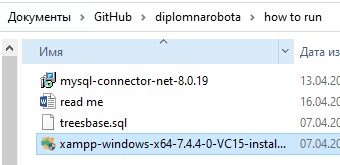 Документы > GitHub > diplomnarobota > how to run
Имя
Дата из
mysql-connector-net-8.0.19
13.04.20
read me
16.04.20
treesbase.sql
07.04.20
xampp-windows-x64-7.4.4-0-VC15-instal...
07.04.20